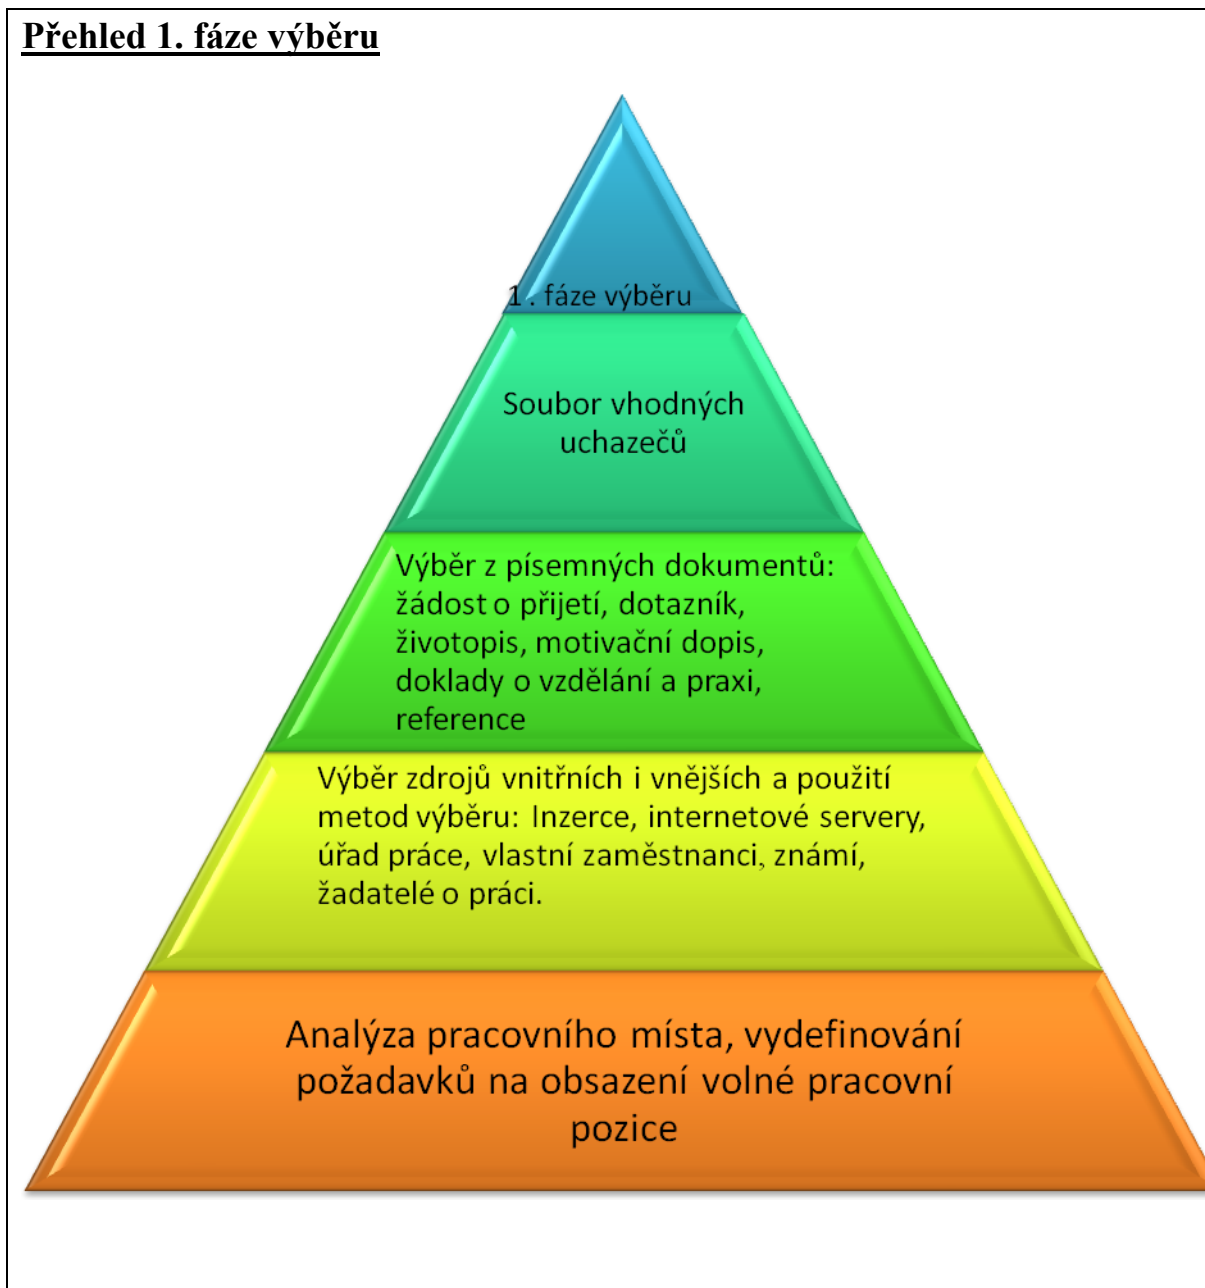 Přehled 1. fáze výběru
1 . fáze výběru
Soubor vhodných
uchazečů
Výběr z písemných dokumentů:
žádost o přijetí, dotazník,
životopis, motivační dopis,
doklady o vzdělání a praxi,
reference
Výběr zdrojů vnitřních i vnějších a použití
metod výběru: Inzerce, internetové servery,
úřad práce, vlastní zaměstnanci, známí,
žadatelé o práci.
Analýza pracovního místa, vydefinování
požadavků na obsazení volné pracovní
pozice